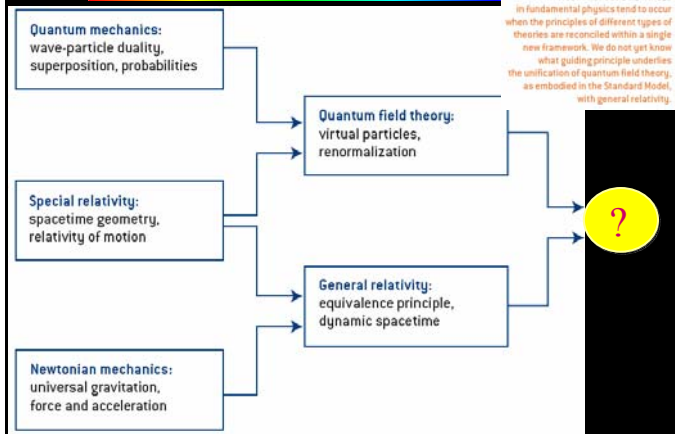 in fundamental physics tend to occur
when the principles of different types of
theories are reconciled within a single
new framework. We do not yet know
what guiding principle underlies
the unification of quantum field theory,
as embodied in the Standard Model,
with general relativity.
Quantum mechanics:
wave-particle duality,
superposition, probabilities
Quantum field theory:
virtual particles,
renormalization
Special relativity:
spacetime geometry,
relativity of motion
?
General relativity:
equivalence principle,
dynamic spacetime
Newtonian mechanics:
universal gravitation,
force and acceleration